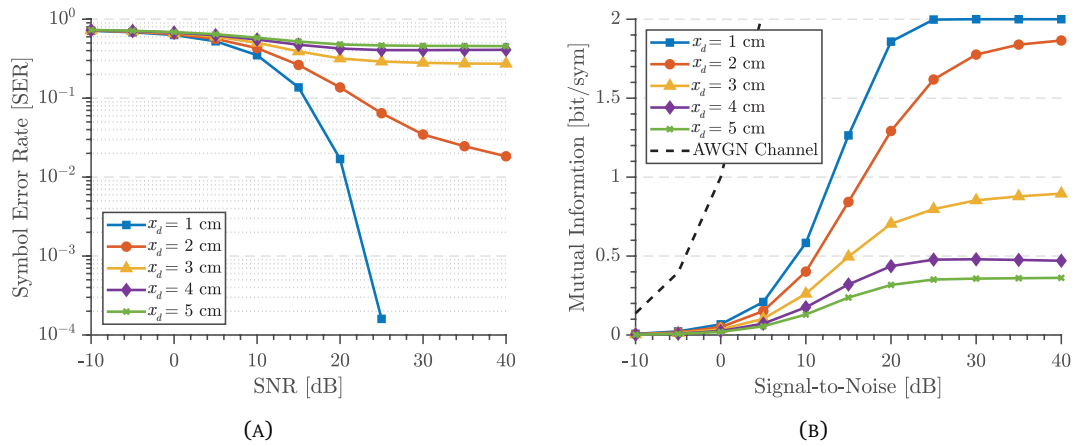 Symbol Error Rate [SER]
10^0
10^-1
10^-2
10^-3
10^-4
x_d = 1 cm
x_d = 2 cm
x_d = 3 cm
x_d = 4 cm
x_d = 5 cm
-10 0 10 20 30 40
SNR [dB]
(A)
Mutual Informtion [bit/sym]
2
1.5
1
0.5
0
x_d = 1 cm
x_d = 2 cm
x_d = 3 cm
x_d = 4 cm
x_d = 5 cm
AWGN Channel
-10 0 10 20 30 40
Signal-to-Noise [dB]
(B)